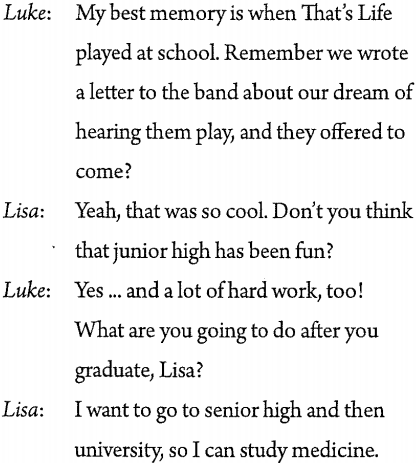 Luke: My best memory is when That's Life
played at school. Remember we wrote
a letter to the band about our dream of
hearing them play, and they offered to
come?
Lisa: Yeah, that was so cool. Don't you think
that junior high has been fun?
Luke: Yes ... and a lot of hard work, too!
What are you going to do after you
graduate, Lisa?
Lisa: I want to go to senior high and then
university, so I can study medicine.